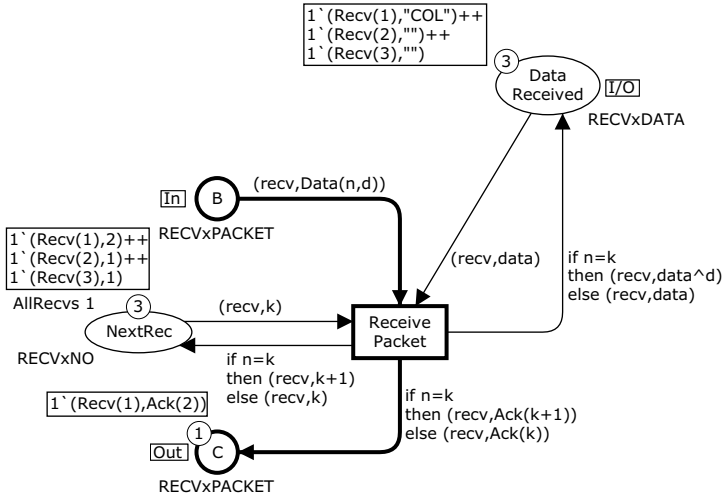 1`(Recv(1),"COL")++
1`(Recv(2),"")++
1`(Recv(3),"")
3
Data
Received
I/O
RECVxDATA
(recv,Data(n,d))
In
B
RECVxPACKET
1`(Recv(1),2)++
1`(Recv(2),1)++
1`(Recv(3),1)
(recv,data)
if n=k
then (recv,data^d)
else (recv,data)
AllRecvs 1
3
(recv,k)
NextRec
Receive
Packet
RECVxNO
if n=k
then (recv,k+1)
else (recv,k)
1`(Recv(1),Ack(2))
if n=k
then (recv,Ack(k+1))
else (recv,Ack(k))
1
Out
C
RECVxPACKET